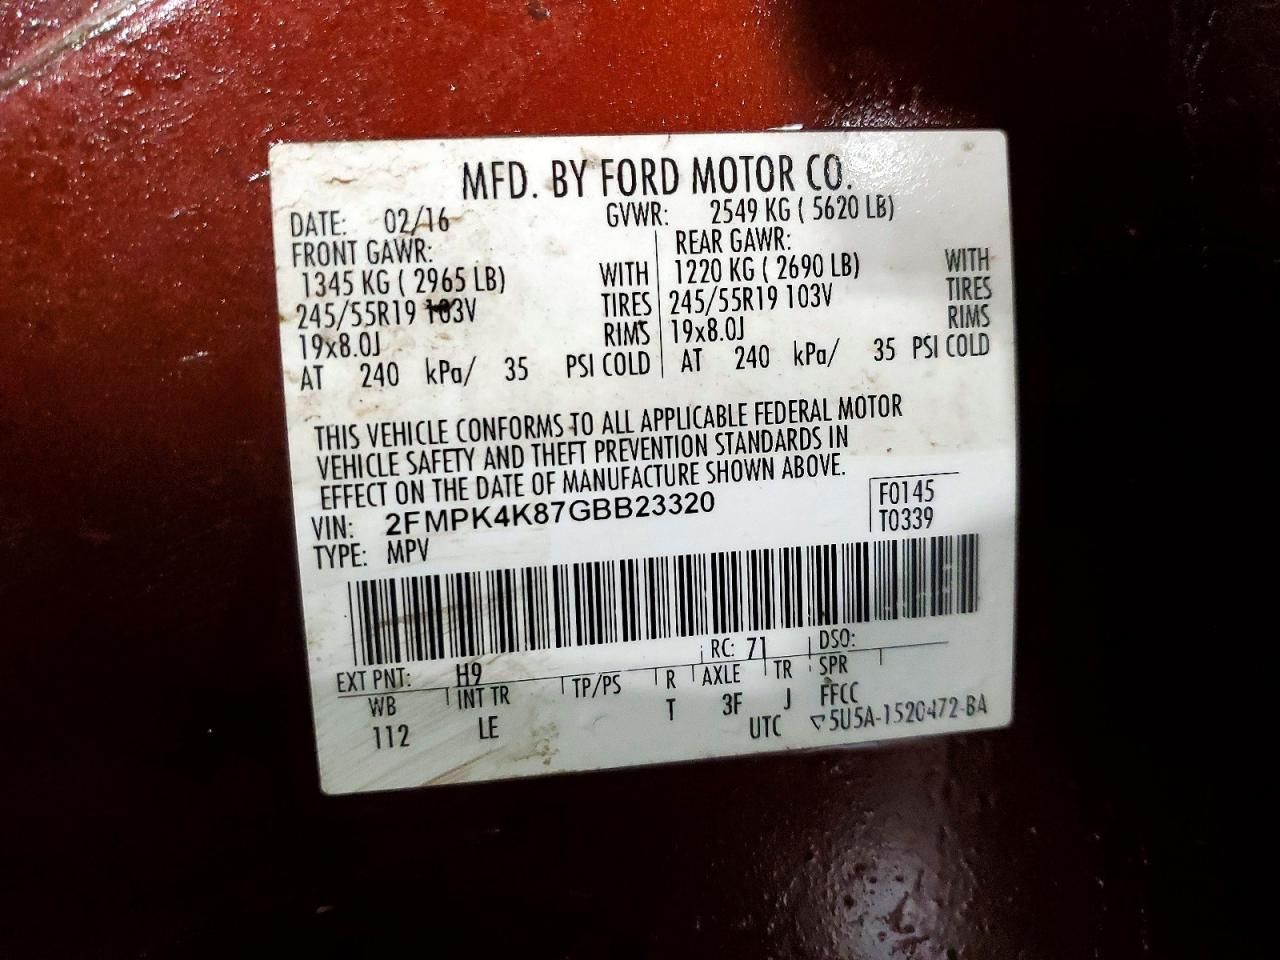 MFD. BY FORD MOTOR CO.
DATE: 02/16 GVWR: 2549 KG ( 5620 LB)
FRONT GAWR: REAR GAWR:
1345 KG ( 2965 LB) WITH 1220 KG ( 2690 LB) WITH
245/55R19 103V TIRES 245/55R19 103V TIRES
19x8.0J RIMS 19x8.0J RIMS
AT 240 kPa/ 35 PSI COLD AT 240 kPa/ 35 PSI COLD
THIS VEHICLE CONFORMS TO ALL APPLICABLE FEDERAL MOTOR
VEHICLE SAFETY AND THEFT PREVENTION STANDARDS IN
EFFECT ON THE DATE OF MANUFACTURE SHOWN ABOVE.
VIN: 2FMPK4K87GBB23320 F0145
TYPE: MPV T0339
EXT PNT: H9 RC: 71 DSO:
WB INT TR TP/PS R AXLE TR SPR
112 LE T 3F J FFCC
UTC ▽5U5A-1520472-BA